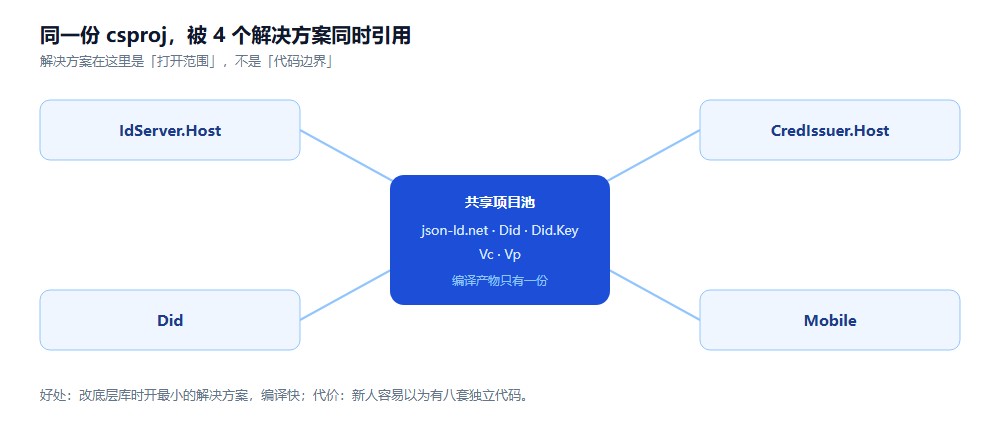 同一份 csproj，被 4 个解决方案同时引用
解决方案在这里是「打开范围」，不是「代码边界」
IdServer.Host
CredIssuer.Host
共享项目池
json-ld.net · Did · Did.Key
Vc · Vp
编译产物只有一份
Did
Mobile
好处：改底层库时开最小的解决方案，编译快；代价：新人容易以为有八套独立代码。